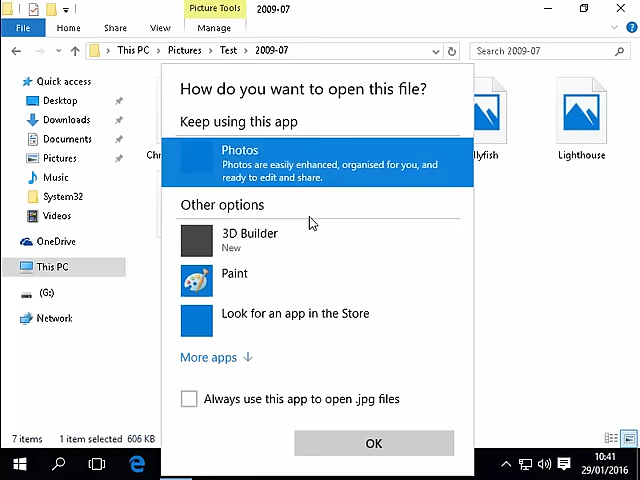 Picture Tools
2009-07
File
Home
Share
View
Manage
This PC
Pictures
Test
2009-07
Search 2009-07
Quick access
Desktop
Downloads
Documents
Pictures
Music
System32
Videos
OneDrive
This PC
(G:)
Network
How do you want to open this file?
Keep using this app
Photos
Photos are easily enhanced, organised for you, and
ready to edit and share.
Other options
3D Builder
New
Paint
Look for an app in the Store
More apps
Always use this app to open .jpg files
OK
Lighthouse
7 items
1 item selected 606 KB
10:41
29/01/2016